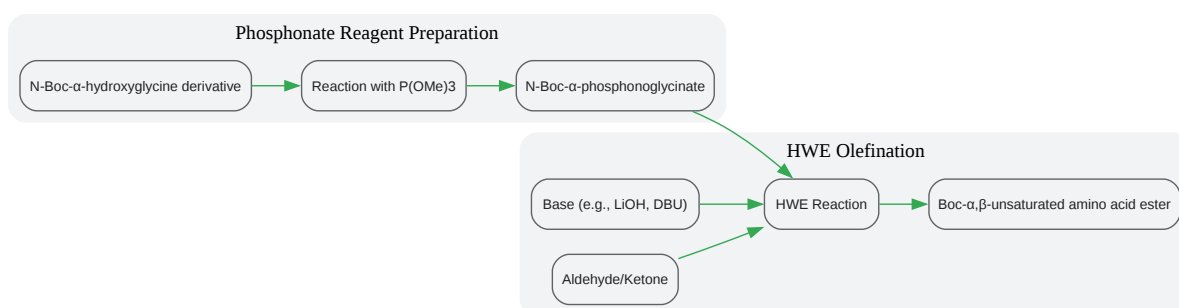 Phosphonate Reagent Preparation
N-Boc-α-hydroxyglycine derivative
Reaction with P(OMe)3
N-Boc-α-phosphonoglycinate
HWE Olefination
Base (e.g., LiOH, DBU)
HWE Reaction
Boc-α,β-unsaturated amino acid ester
Aldehyde/Ketone